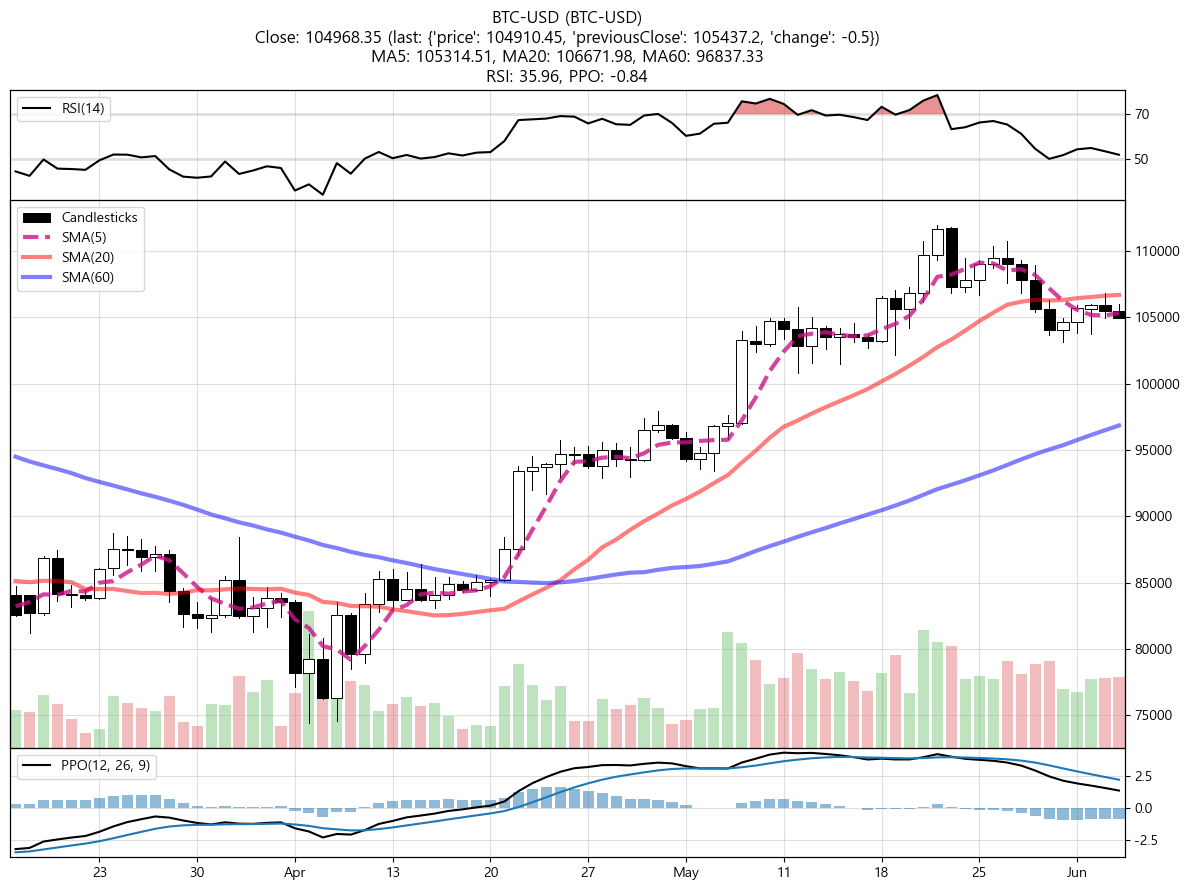 BTC-USD (BTC-USD)
Close: 104968.35 (last: {'price': 104910.45, 'previousClose': 105437.2, 'change': -0.5})
MA5: 105314.51, MA20: 106671.98, MA60: 96837.33
RSI: 35.96, PPO: -0.84
RSI(14)
70
50
Candlesticks
SMA(5)
SMA(20)
SMA(60)
110000
105000
100000
95000
90000
85000
80000
75000
PPO(12, 26, 9)
2.5
0.0
-2.5
23 30 Apr 13 20 27 May 11 18 25 Jun